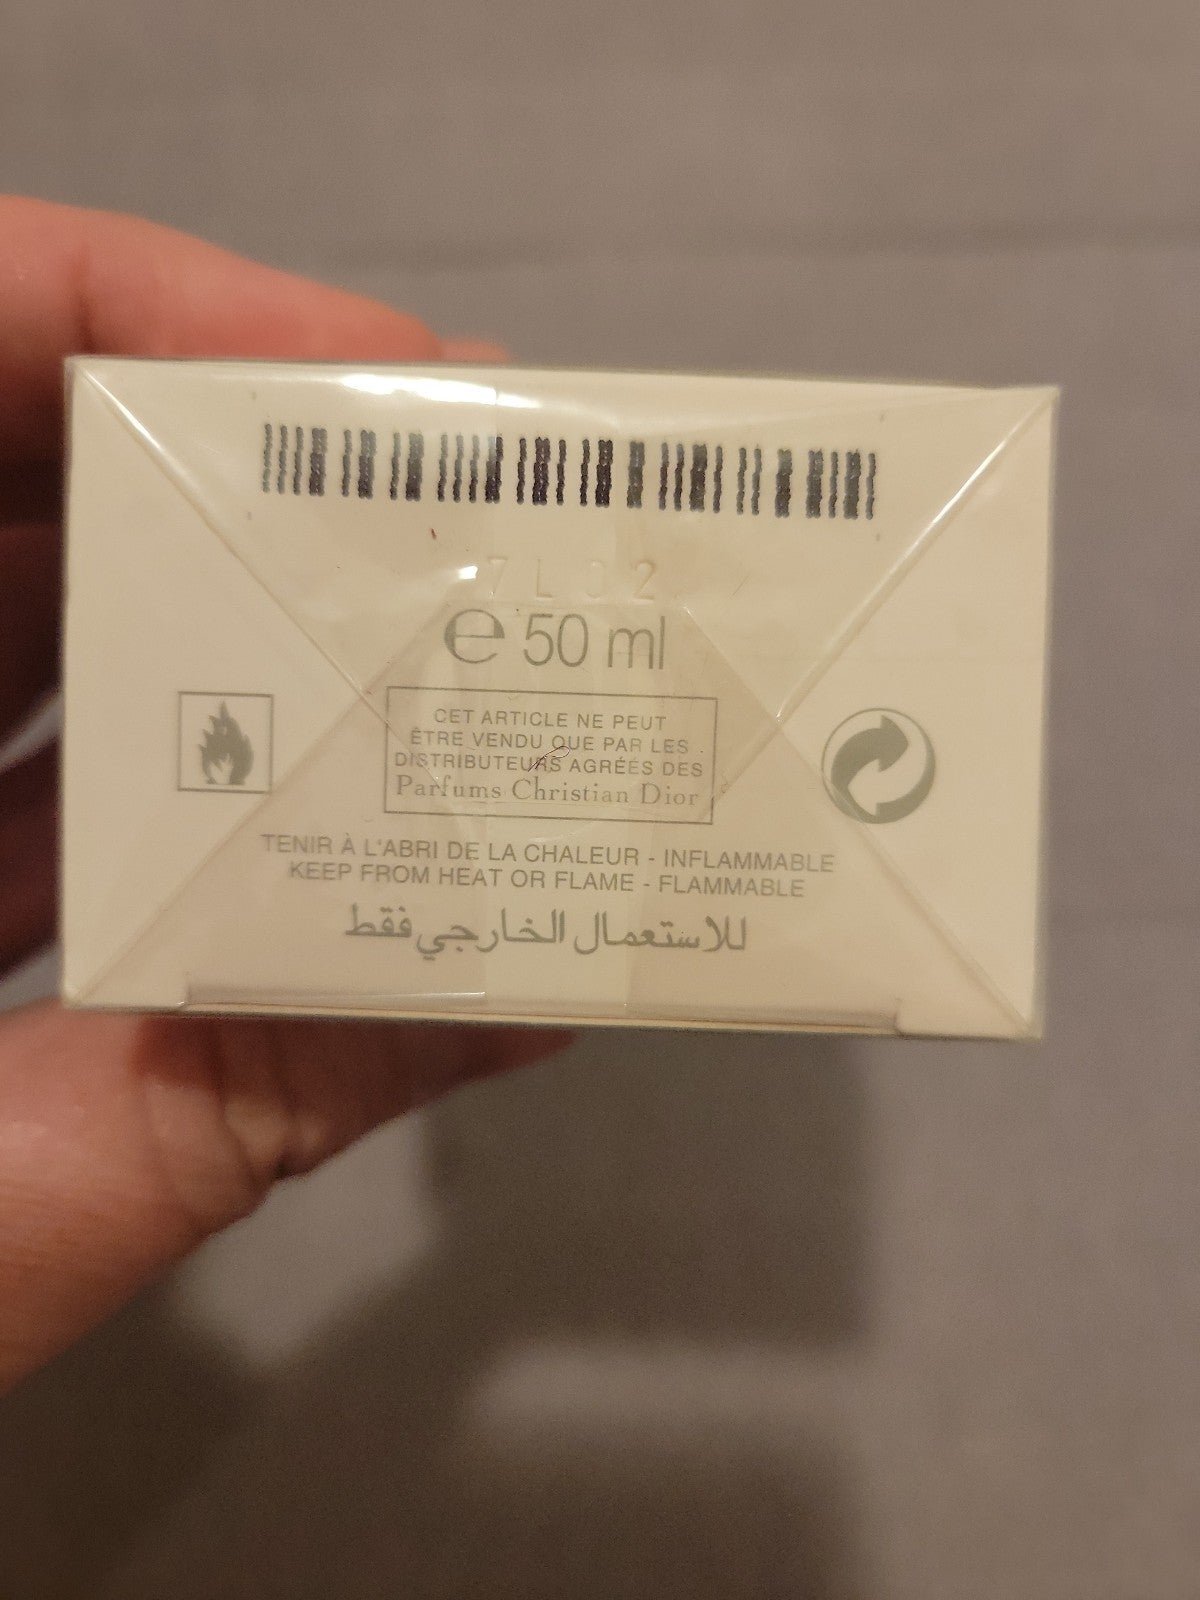 7L02
e 50 ml
CET ARTICLE NE PEUT
ÊTRE VENDU QUE PAR LES
DISTRIBUTEURS AGRÉÉS DES
Parfums Christian Dior
TENIR À L'ABRI DE LA CHALEUR - INFLAMMABLE
KEEP FROM HEAT OR FLAME - FLAMMABLE
للاستعمال الخارجي فقط